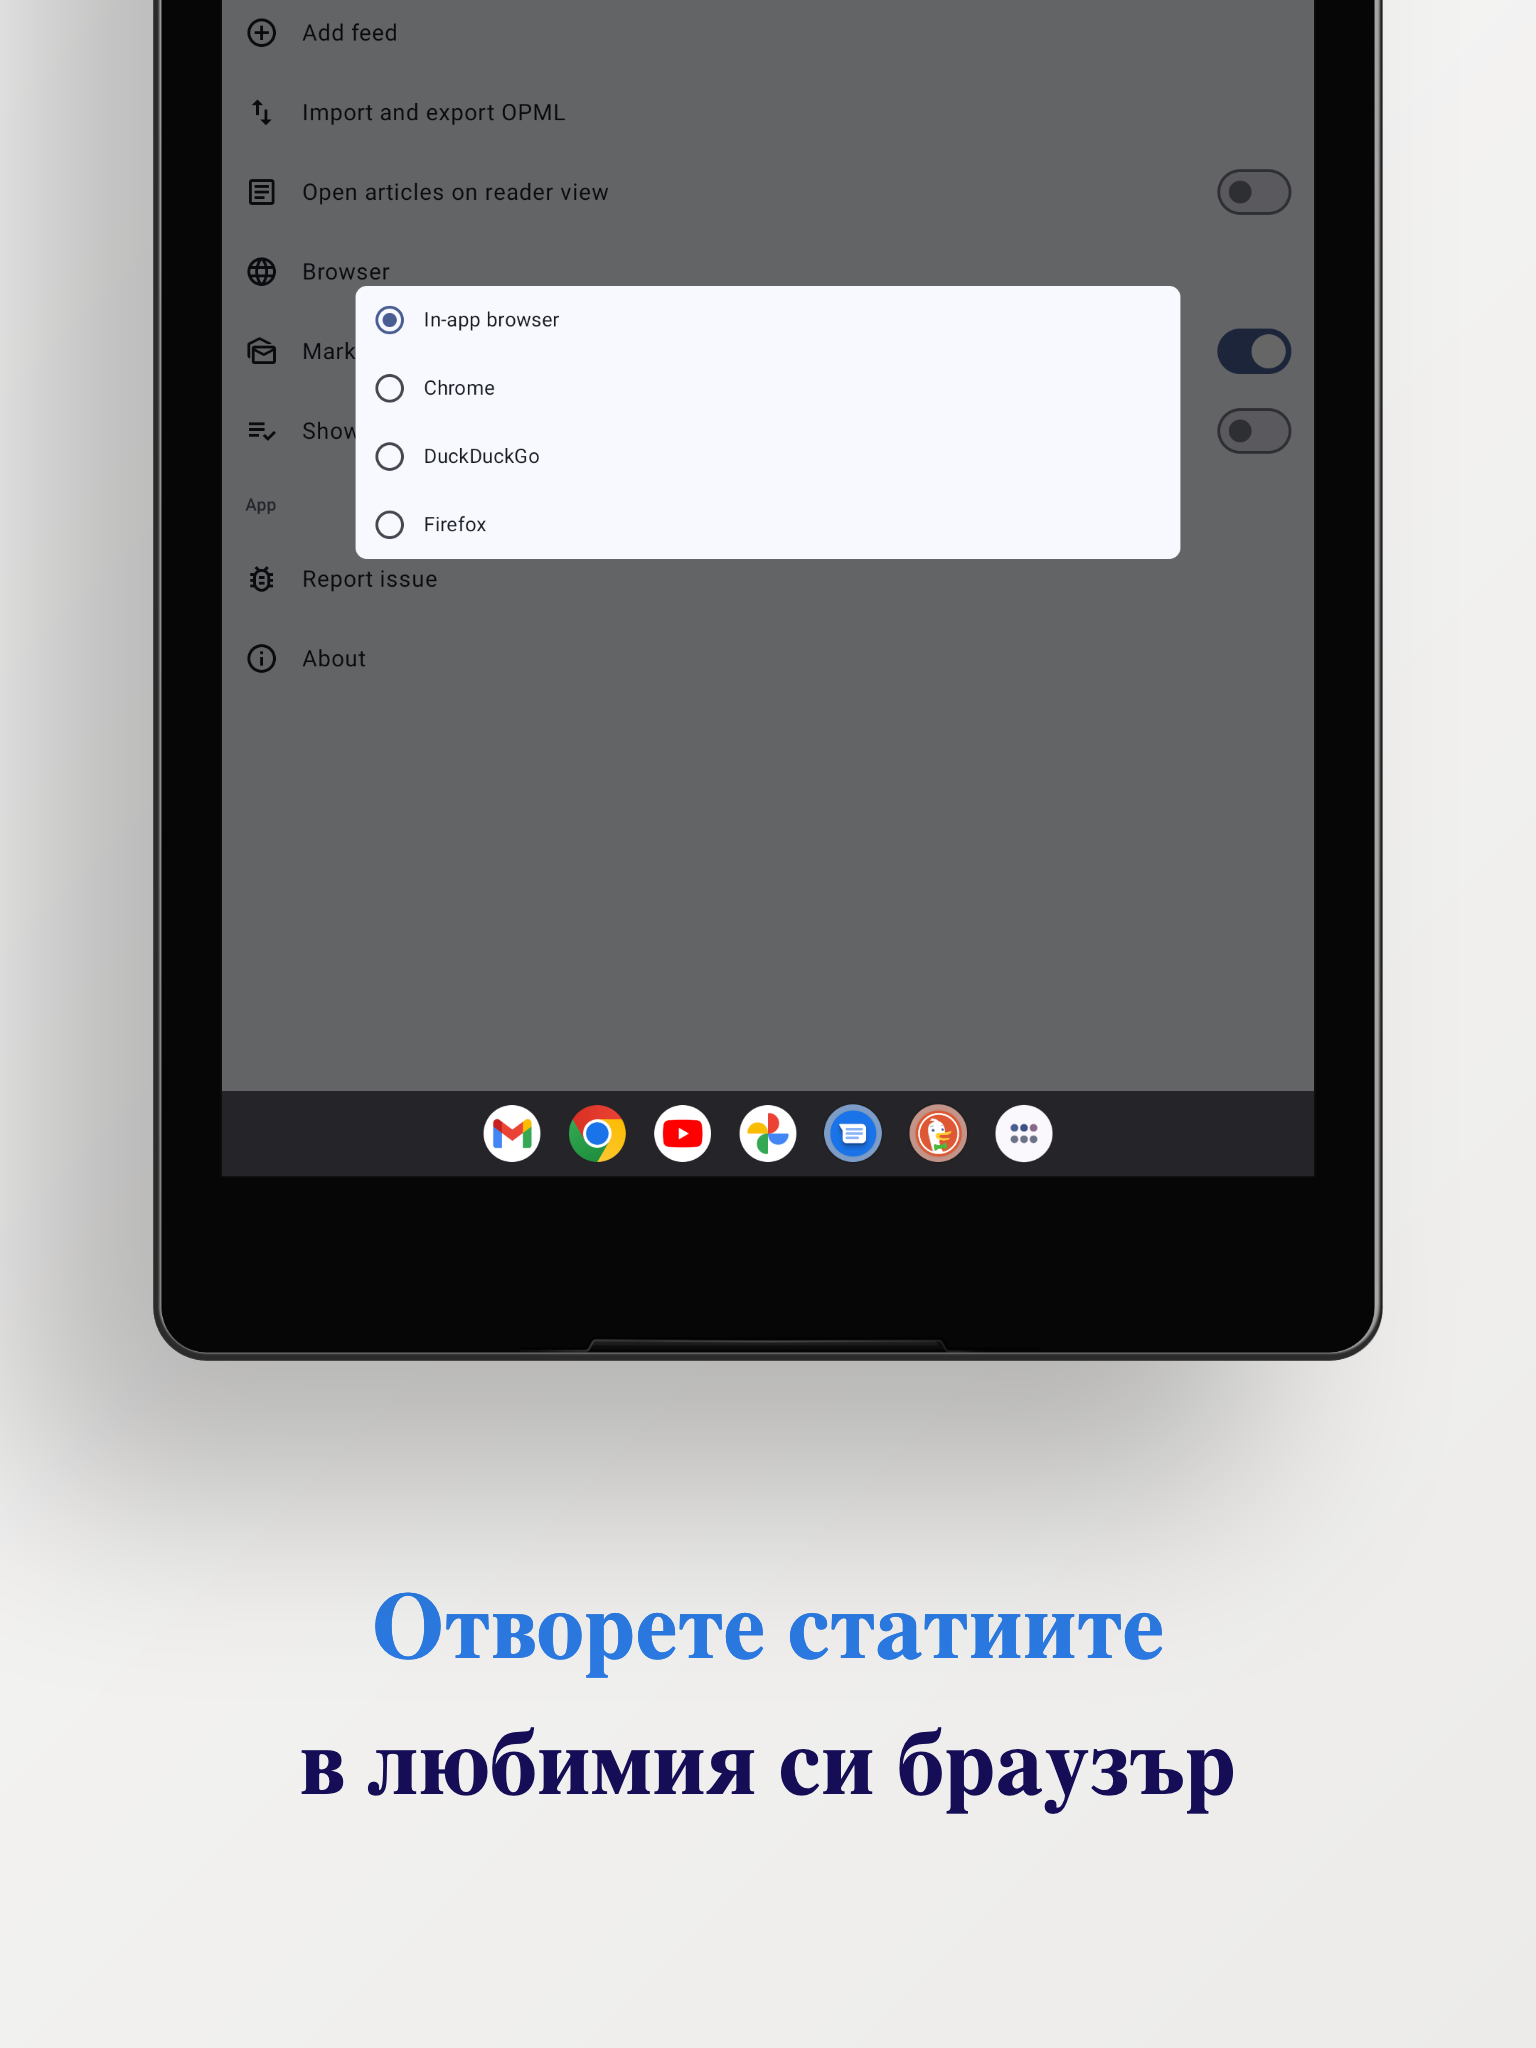 Add feed
Import and export OPML
Open articles on reader view
Browser
In-app browser
Mark
Chrome
Show
DuckDuckGo
App
Firefox
Report issue
About
Отворете статиите
в любимия си браузър